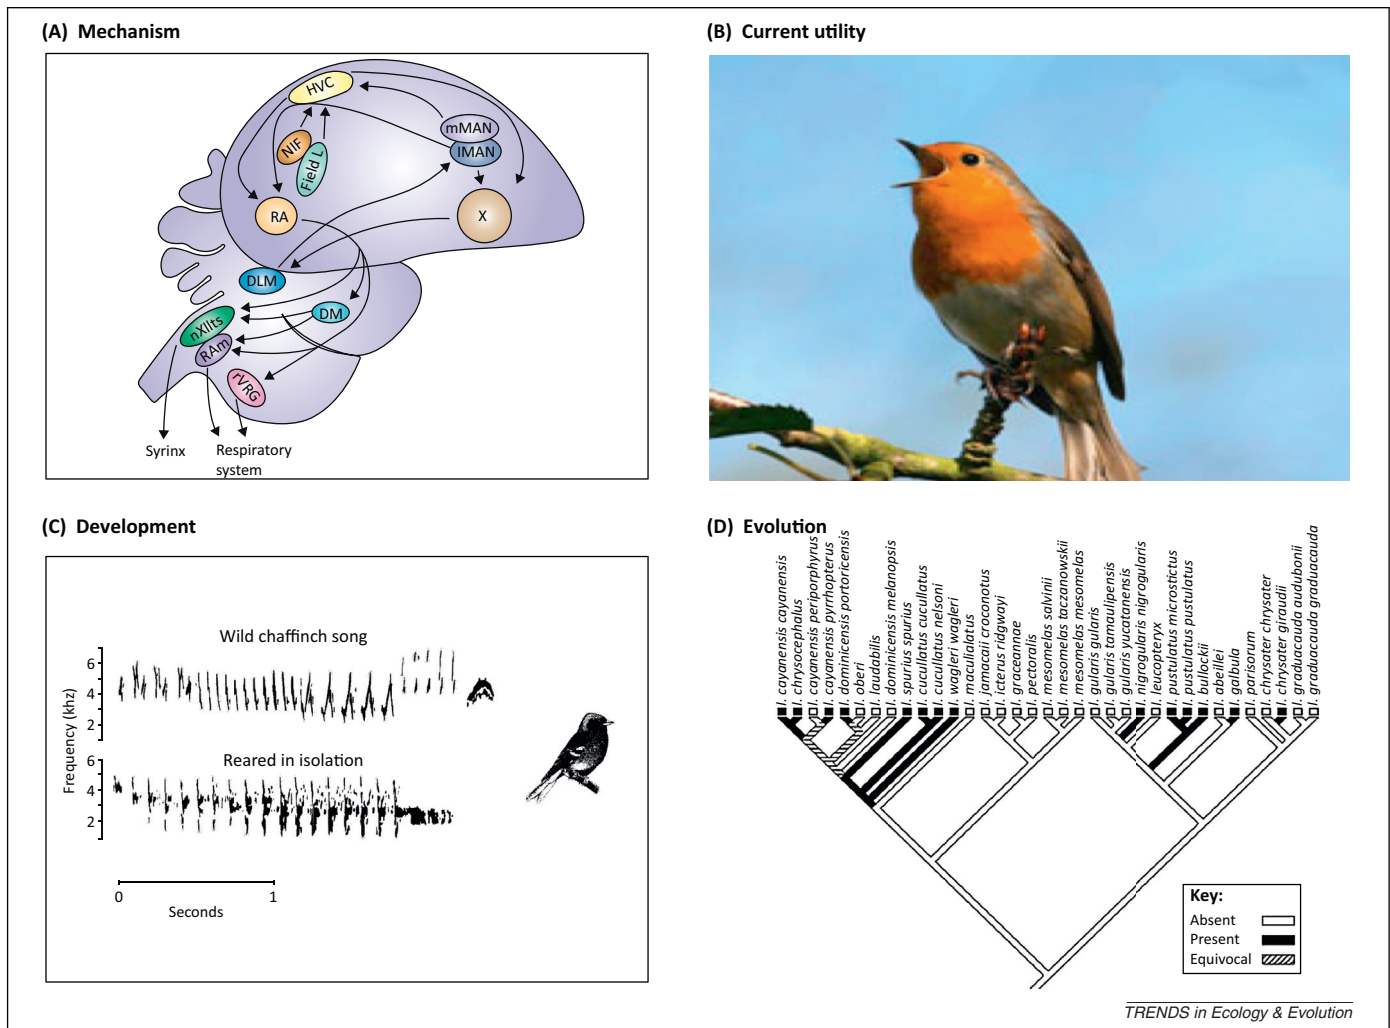 (A) Mechanism
HVC
NIF
Field L
mMAN
lMAN
RA
X
DLM
DM
nXIIts
RAm
rVRG
Syrinx
Respiratory
system
(B) Current utility
(C) Development
Wild chaffinch song
6
4
2
Frequency (khz)
Reared in isolation
6
4
2
0
1
Seconds
(D) Evolution
I. cayanensis cayanensis
I. chrysocephalus
I. cayanensis periporphyrus
I. cayanensis pyrrhopterus
I. dominicensis portoricensis
I. oberi
I. laudabilis
I. dominicensis melanopsis
I. spurius spurius
I. cucullatus cucullatus
I. cucullatus nelsoni
I. wagleri wagleri
I. maculialatus
I. jamacaii croconotus
I. icterus ridgwayi
I. graceannae
I. pectoralis
I. mesomelas salvinii
I. mesomelas taczanowskii
I. mesomelas mesomelas
I. gularis gularis
I. gularis tamaulipensis
I. gularis yucatanensis
I. nigrogularis nigrogularis
I. leucopteryx
I. pustulatus microstictus
I. pustulatus pustulatus
I. bullockii
I. abeillei
I. galbula
I. parisorum
I. chrysater chrysater
I. chrysater giraudii
I. graduacauda audubonii
I. graduacauda graduacauda
Key:
Absent
Present
Equivocal
TRENDS in Ecology & Evolution